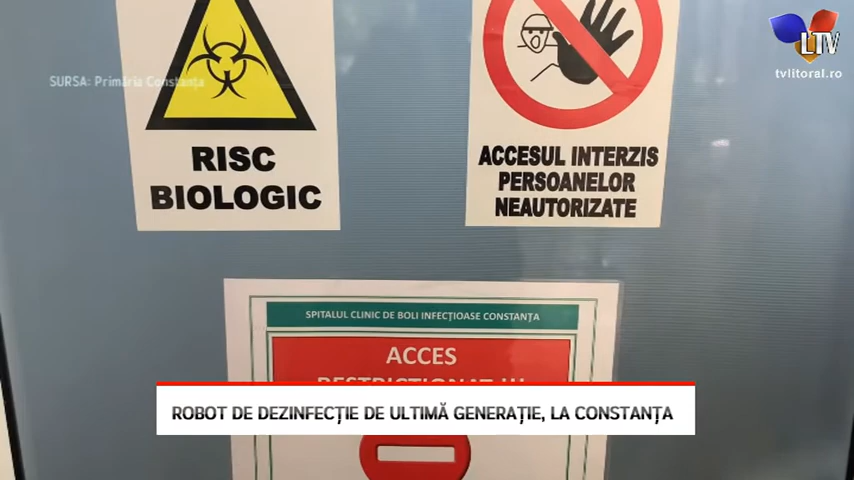 LTV
tvlitoral.ro
SURSA: Primăria Constanța
RISC
BIOLOGIC
ACCESUL INTERZIS
PERSOANELOR
NEAUTORIZATE
SPITALUL CLINIC DE BOLI INFECȚIOASE CONSTANȚA
ACCES
RESTRICȚIONAT !!!
ROBOT DE DEZINFECȚIE DE ULTIMĂ GENERAȚIE, LA CONSTANȚA